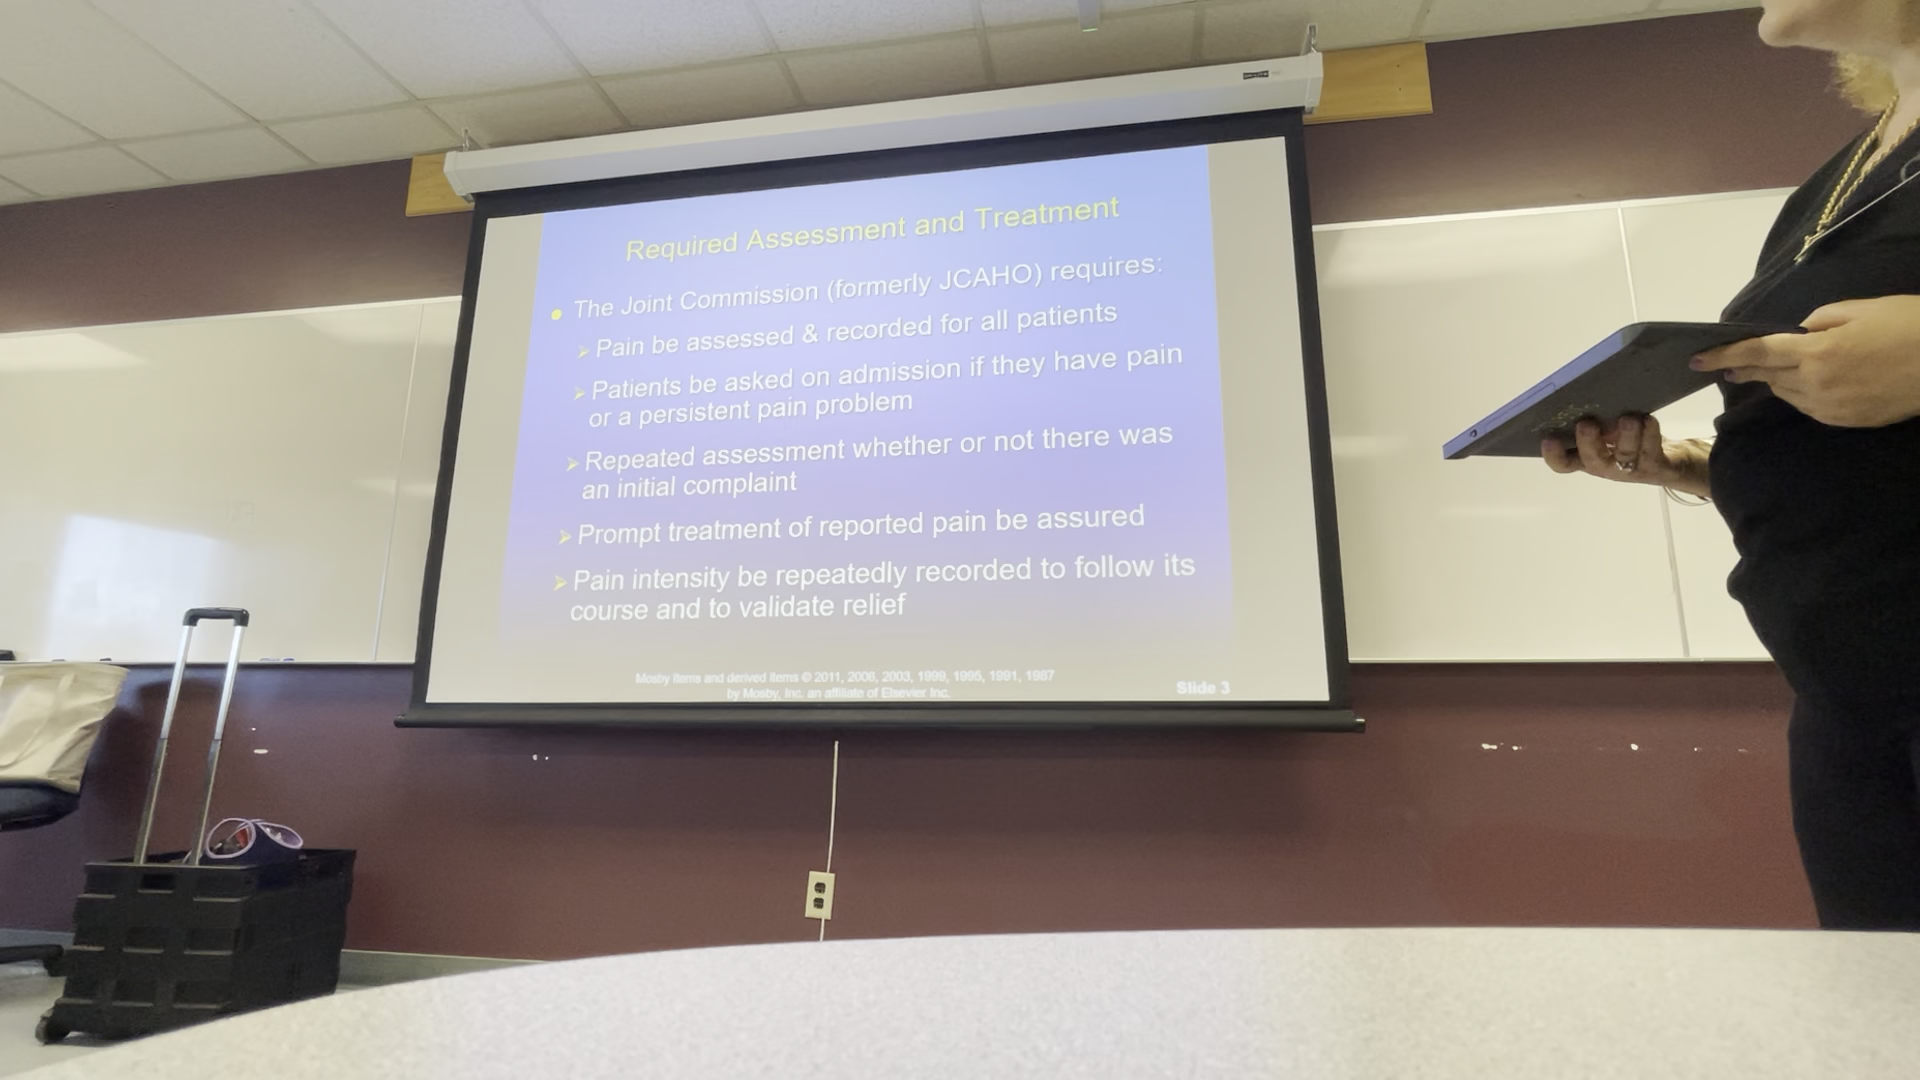 Required Assessment and Treatment
The Joint Commission (formerly JCAHO) requires:
Pain be assessed & recorded for all patients
Patients be asked on admission if they have pain
or a persistent pain problem
Repeated assessment whether or not there was
an initial complaint
Prompt treatment of reported pain be assured
Pain intensity be repeatedly recorded to follow its
course and to validate relief
Mosby items and derived items © 2011, 2006, 2003, 1999, 1995, 1991, 1987
by Mosby, Inc. an affiliate of Elsevier Inc.
Slide 3